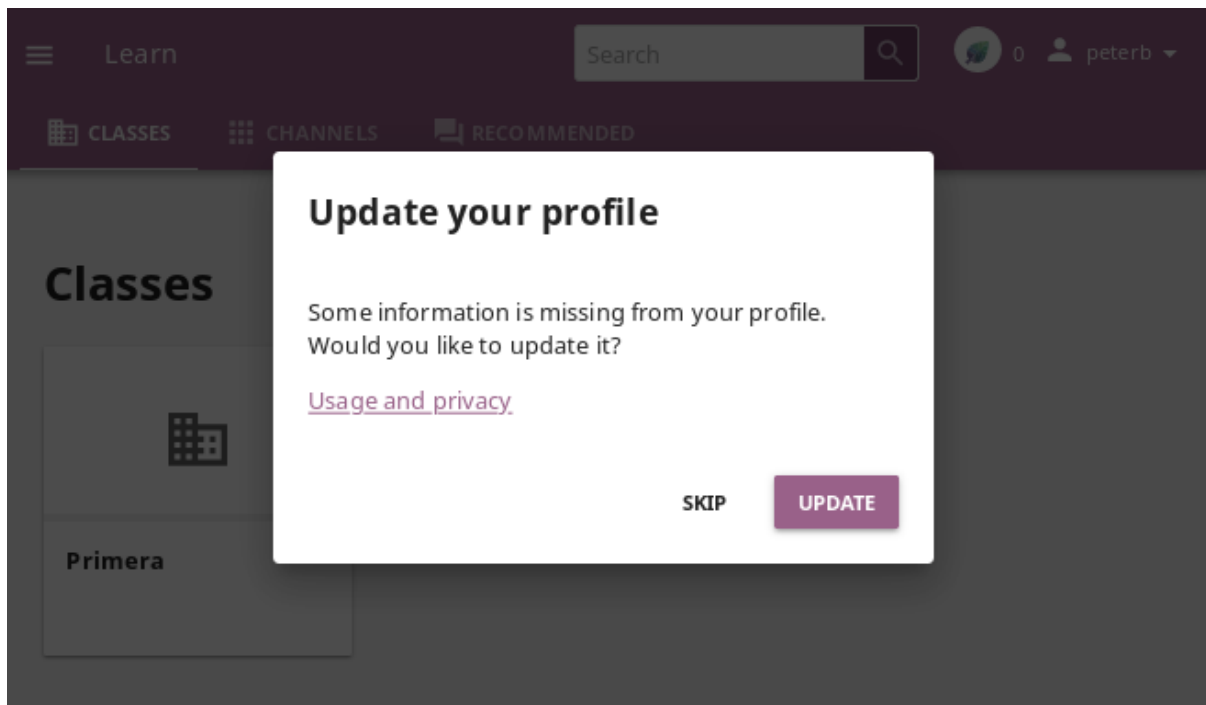 Learn
Search
0
peterb
CLASSES
CHANNELS
RECOMMENDED
Update your profile
Classes
Some information is missing from your profile.
Would you like to update it?
Usage and privacy
SKIP
UPDATE
Primera